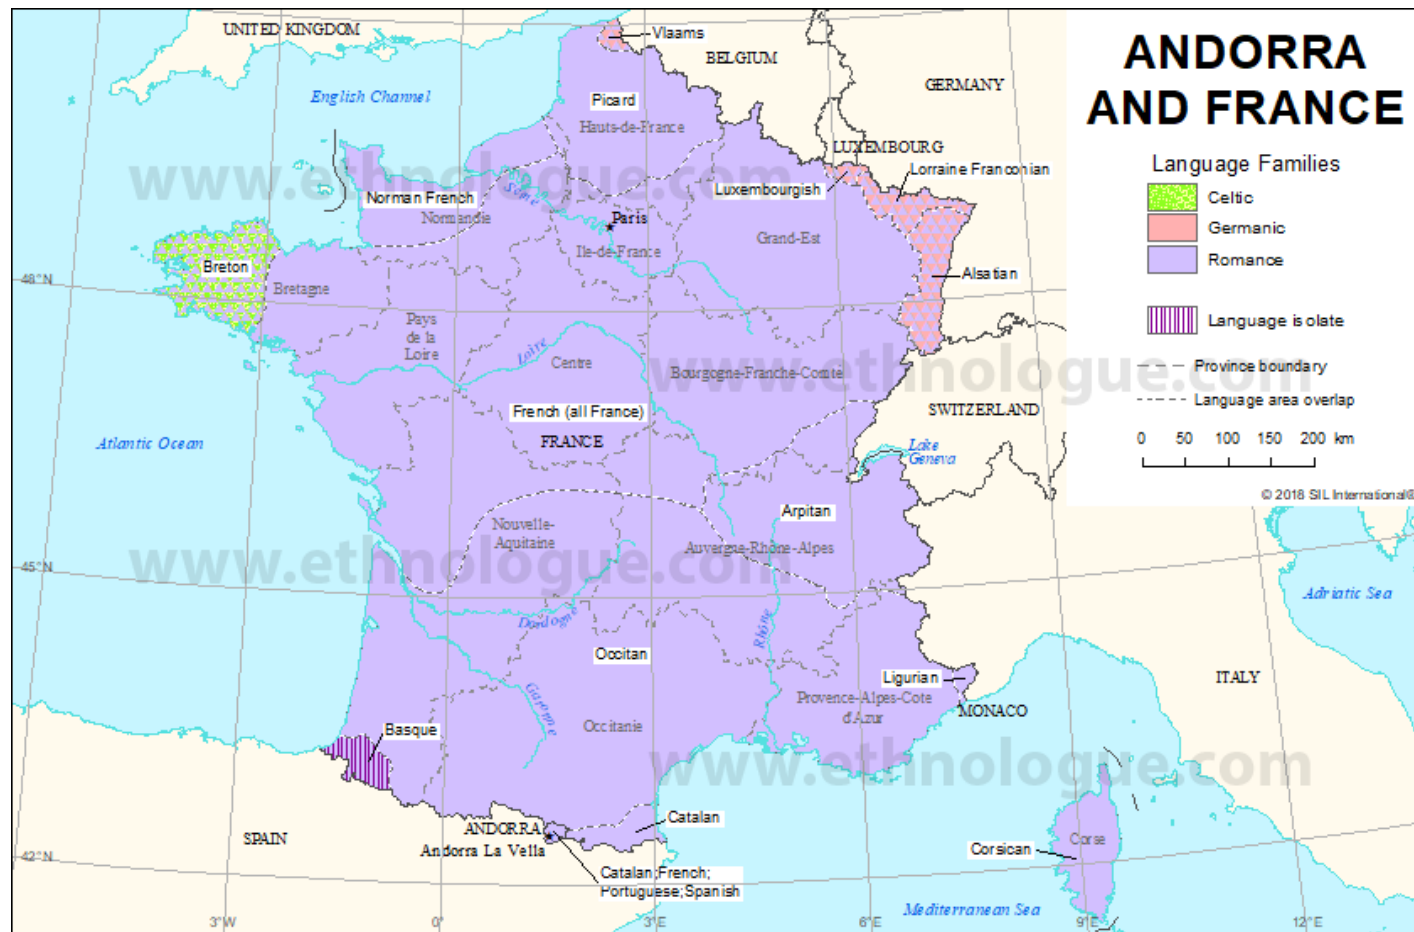 ANDORRA
AND FRANCE
Language Families
Celtic
Germanic
Romance
Language isolate
Province boundary
Language area overlap
0 50 100 150 200 km
© 2018 SIL International®
UNITED KINGDOM
Vlaams
BELGIUM
GERMANY
English Channel
Picard
Hauts-de-France
LUXEMBOURG
Lorraine Franconian
www.ethnologue.com
Luxembourgish
Norman French
Normandie
Seine
Paris
Ile-de-France
Grand-Est
Breton
Bretagne
Alsatian
48°N
Pays
de la
Loire
Loire
Centre
Bourgogne-Franche-Comté
www.ethnologue.com
French (all France)
FRANCE
SWITZERLAND
Atlantic Ocean
Lake
Geneva
Arpitan
Nouvelle-
Aquitaine
Auvergne-Rhône-Alpes
www.ethnologue.com
45°N
Adriatic Sea
Dordogne
Rhône
Occitan
Ligurian
ITALY
Garonne
Provence-Alpes-Cote
d'Azur
MONACO
Occitanie
Basque
www.ethnologue.com
Catalan
SPAIN
ANDORRA
Andorra La Vella
Corse
Corsican
42°N
Catalan;French;
Portuguese;Spanish
Mediterranean Sea
3°W
0°
3°E
6°E
9°E
12°E